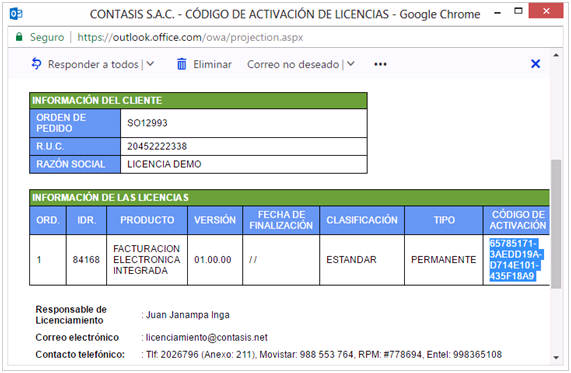 CONTASIS S.A.C. - CÓDIGO DE ACTIVACIÓN DE LICENCIAS - Google Chrome
Seguro | https://outlook.office.com/owa/projection.aspx
Responder a todos | Eliminar Correo no deseado | ...
INFORMACIÓN DEL CLIENTE
ORDEN DE PEDIDO SO12993
R.U.C. 20452222338
RAZÓN SOCIAL LICENCIA DEMO
INFORMACIÓN DE LAS LICENCIAS
ORD. IDR. PRODUCTO VERSIÓN FECHA DE FINALIZACIÓN CLASIFICACIÓN TIPO CÓDIGO DE ACTIVACIÓN
1 84168 FACTURACION ELECTRONICA INTEGRADA 01.00.00 / / ESTANDAR PERMANENTE 65785171-3AEDD19A-D714E101-435F18A9
Responsable de Licenciamiento : Juan Janampa Inga
Correo electrónico : licenciamiento@contasis.net
Contacto telefónico: : Tlf: 2026796 (Anexo: 211), Movistar: 988 553 764, RPM: #778694, Entel: 998365108